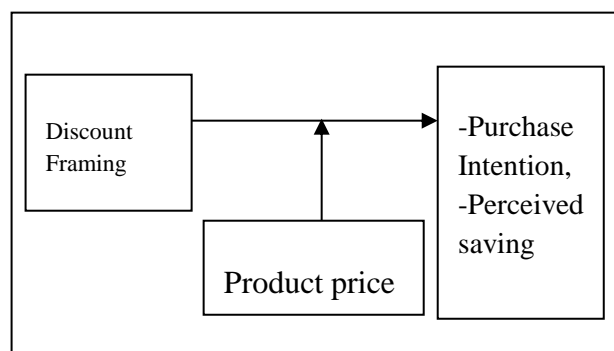 Discount
Framing
-Purchase
Intention,
-Perceived
saving
Product price